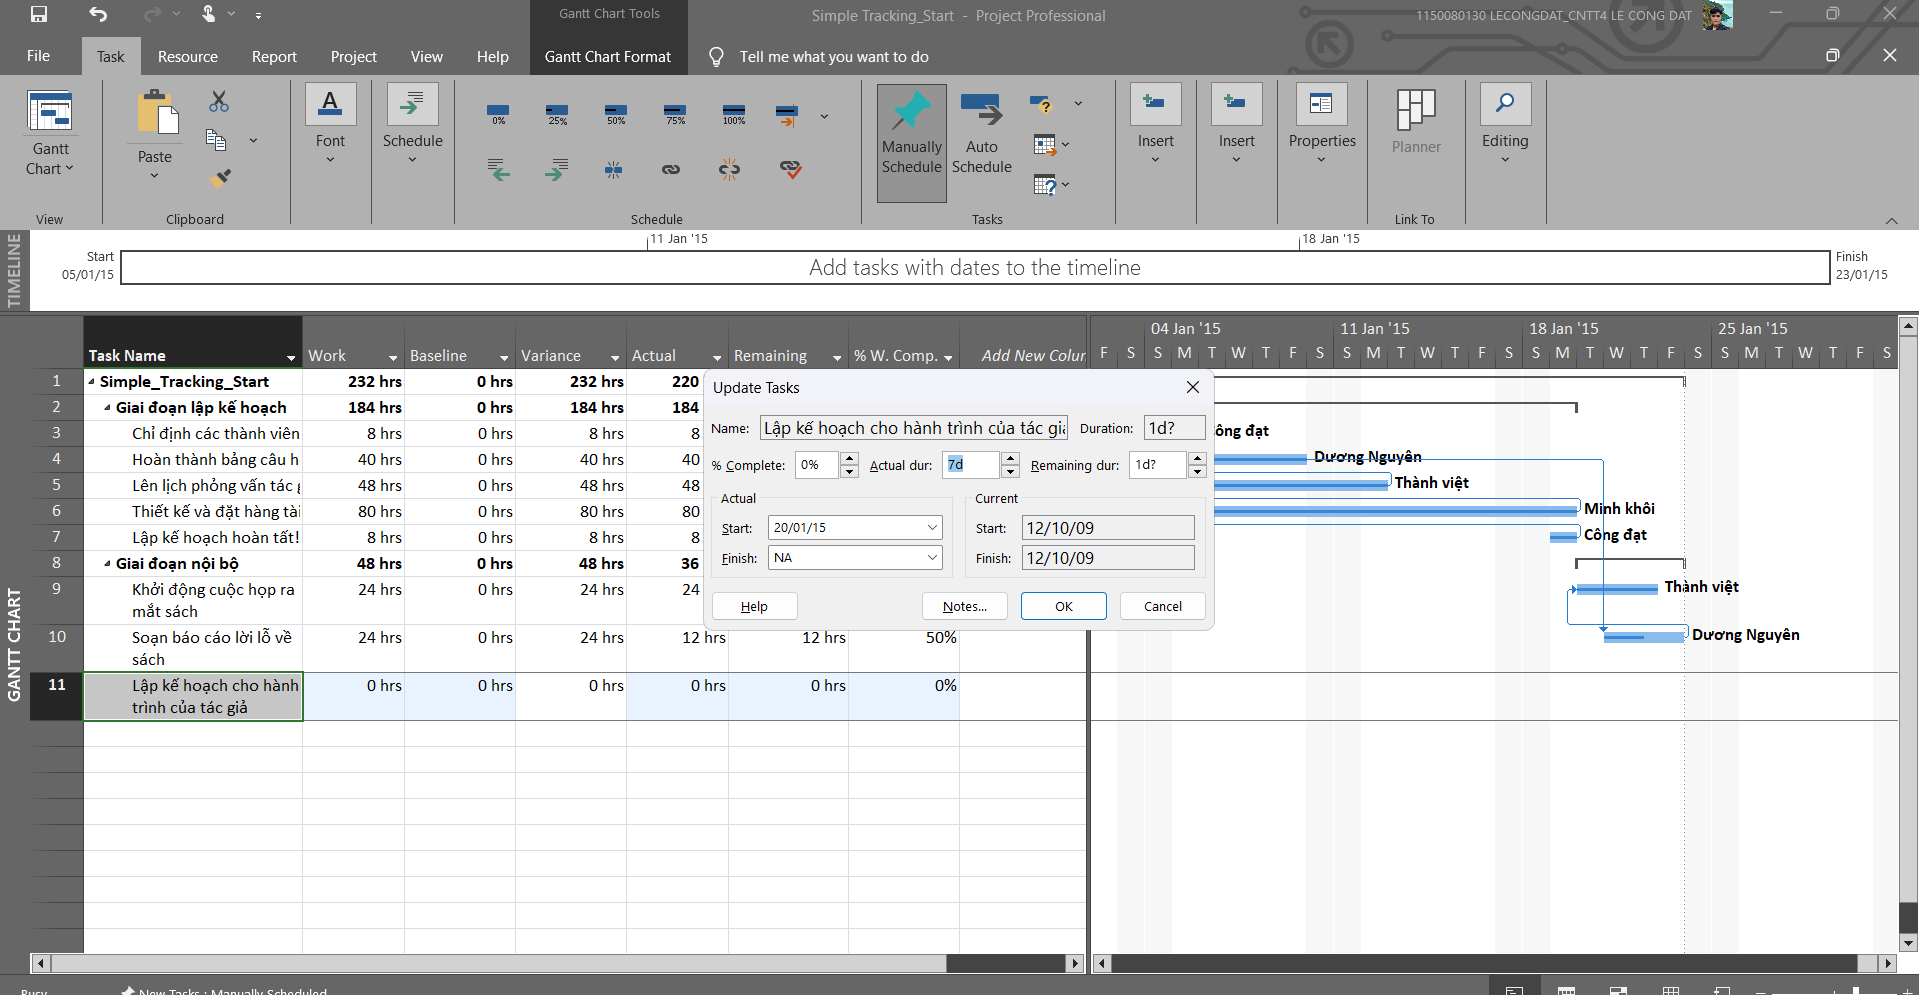 Gantt Chart Tools
Simple Tracking_Start - Project Professional
1150080130 LECONGDAT_CNTT4 LE CONG DAT
File
Task
Resource
Report
Project
View
Help
Gantt Chart Format
Tell me what you want to do
Gantt
Chart
Paste
Font
Schedule
0%
25%
50%
75%
100%
Manually
Schedule
Auto
Schedule
Insert
Insert
Properties
Planner
Editing
View
Clipboard
Schedule
Tasks
Link To
TIMELINE
11 Jan '15
18 Jan '15
Start
05/01/15
Add tasks with dates to the timeline
Finish
23/01/15
GANTT CHART
Task Name
Work
Baseline
Variance
Actual
Remaining
% W. Comp.
Add New Colur
04 Jan '15
11 Jan '15
18 Jan '15
25 Jan '15
F S S M T W T F S S M T W T F S S M T W T F S S M T W T F S
1 Simple_Tracking_Start 232 hrs 0 hrs 232 hrs 220
2 Giai đoạn lập kế hoạch 184 hrs 0 hrs 184 hrs 184
3 Chỉ định các thành viên 8 hrs 0 hrs 8 hrs 8
4 Hoàn thành bảng câu h 40 hrs 0 hrs 40 hrs 40
5 Lên lịch phỏng vấn tác g 48 hrs 0 hrs 48 hrs 48
6 Thiết kế và đặt hàng tài 80 hrs 0 hrs 80 hrs 80
7 Lập kế hoạch hoàn tất! 8 hrs 0 hrs 8 hrs 8
8 Giai đoạn nội bộ 48 hrs 0 hrs 48 hrs 36
9 Khởi động cuộc họp ra 24 hrs 0 hrs 24 hrs 24
mắt sách
10 Soạn báo cáo lời lỗ về 24 hrs 0 hrs 24 hrs 12 hrs 12 hrs 50%
sách
11 Lập kế hoạch cho hành 0 hrs 0 hrs 0 hrs 0 hrs 0 hrs 0%
trình của tác giả
Update Tasks
Name: Lập kế hoạch cho hành trình của tác giả
Duration: 1d?
% Complete: 0%
Actual dur: 7d
Remaining dur: 1d?
Actual
Start: 20/01/15
Finish: NA
Current
Start: 12/10/09
Finish: 12/10/09
Help
Notes...
OK
Cancel
ông đạt
Dương Nguyên
Thành việt
Minh khôi
Công đạt
Thành việt
Dương Nguyên
Busy
New Tasks : Manually Scheduled